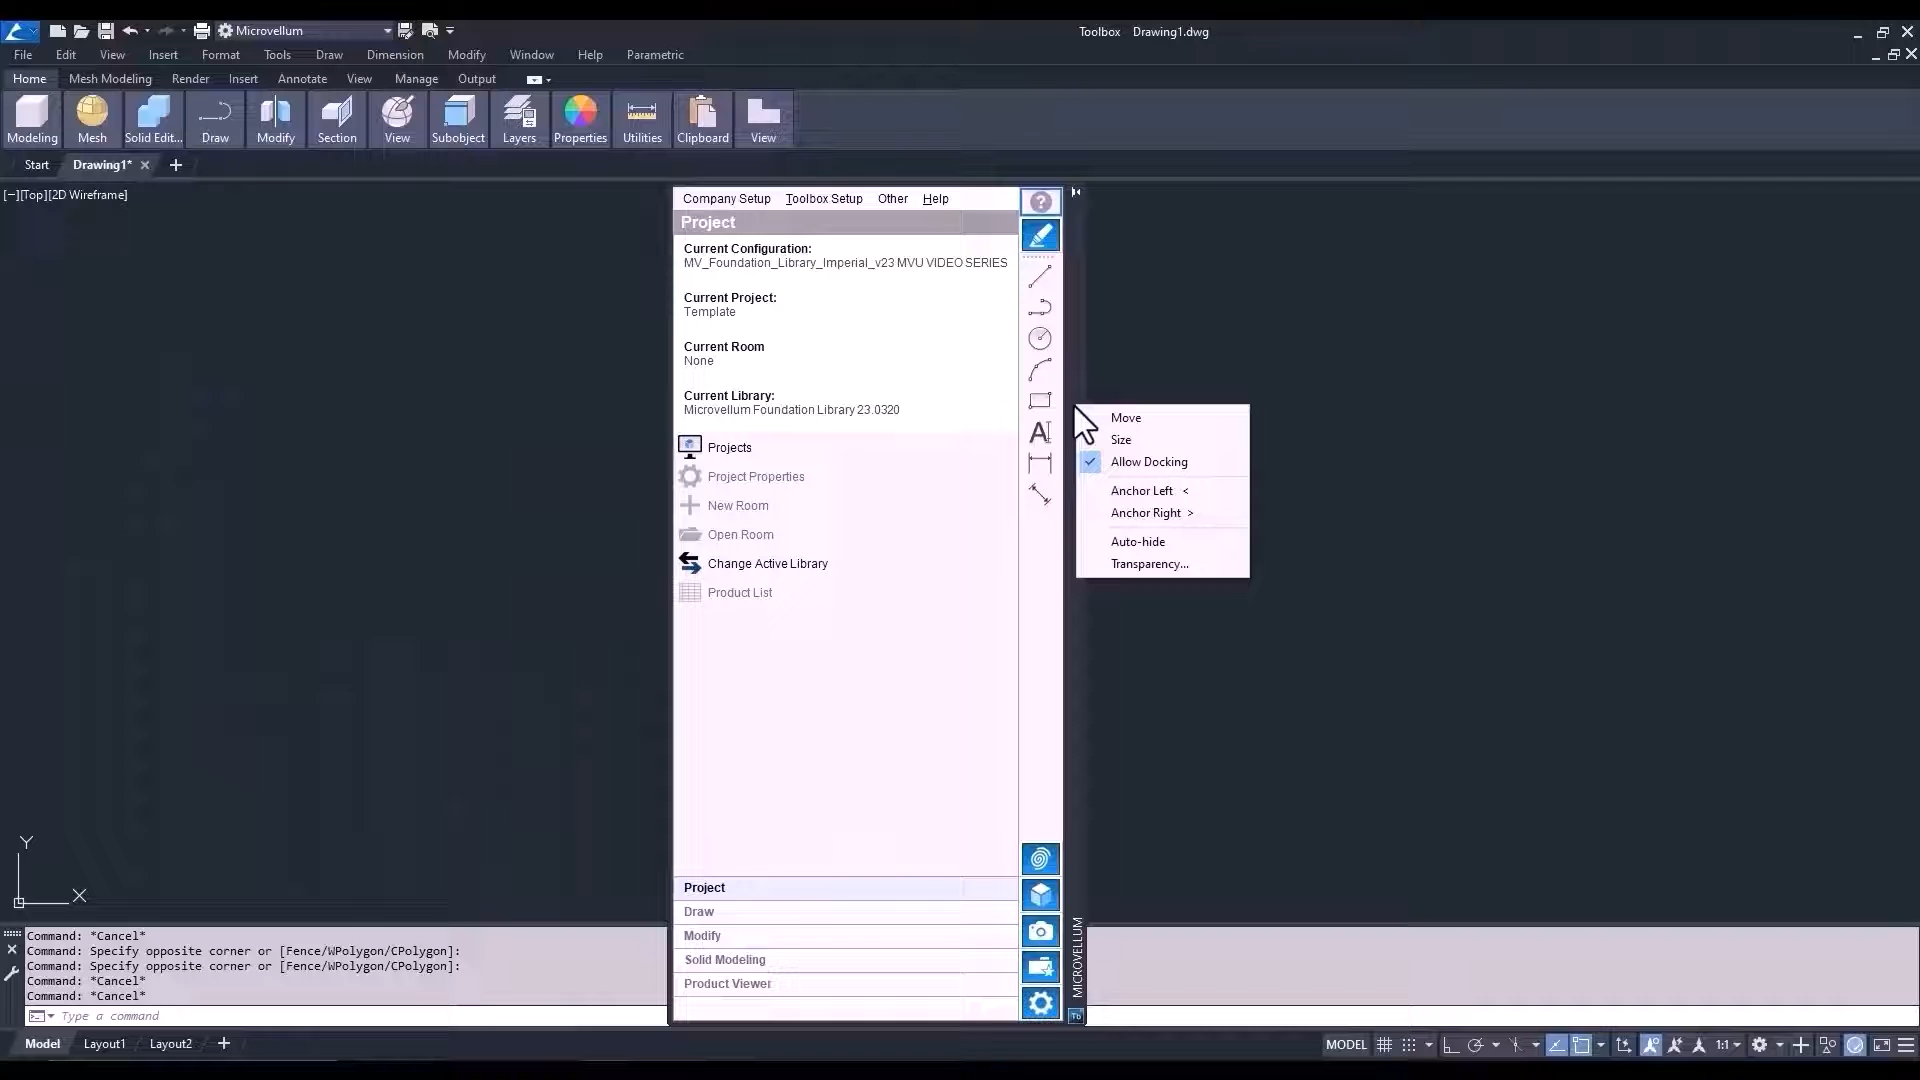 Microvellum
Toolbox Drawing1.dwg
File Edit View Insert Format Tools Draw Dimension Modify Window Help Parametric
Home Mesh Modeling Render Insert Annotate View Manage Output
Modeling Mesh Solid Edit... Draw Modify Section View Subobject Layers Properties Utilities Clipboard View
Start Drawing1*
[−][Top][2D Wireframe]
Company Setup Toolbox Setup Other Help
Project
Current Configuration:
MV_Foundation_Library_Imperial_v23 MVU VIDEO SERIES
Current Project:
Template
Current Room
None
Current Library:
Microvellum Foundation Library 23.0320
Projects
Project Properties
New Room
Open Room
Change Active Library
Product List
Move
Size
Allow Docking
Anchor Left <
Anchor Right >
Auto-hide
Transparency...
Project
Draw
Modify
Solid Modeling
Product Viewer
MICROVELLUM
Tb
Y
X
Command: *Cancel*
Command: Specify opposite corner or [Fence/WPolygon/CPolygon]:
Command: Specify opposite corner or [Fence/WPolygon/CPolygon]:
Command: *Cancel*
Command: *Cancel*
Type a command
Model Layout1 Layout2
MODEL 1:1